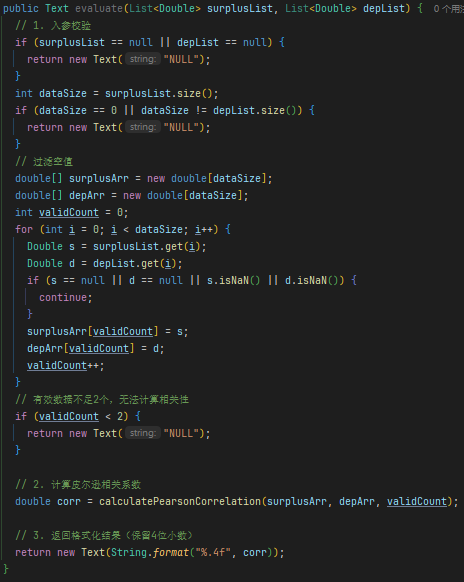 public Text evaluate(List<Double> surplusList, List<Double> depList) {
// 1. 入参校验
if (surplusList == null || depList == null) {
return new Text( string: "NULL");
}
int dataSize = surplusList.size();
if (dataSize == 0 || dataSize != depList.size()) {
return new Text( string: "NULL");
}
// 过滤空值
double[] surplusArr = new double[dataSize];
double[] depArr = new double[dataSize];
int validCount = 0;
for (int i = 0; i < dataSize; i++) {
Double s = surplusList.get(i);
Double d = depList.get(i);
if (s == null || d == null || s.isNaN() || d.isNaN()) {
continue;
}
surplusArr[validCount] = s;
depArr[validCount] = d;
validCount++;
}
// 有效数据不足2个，无法计算相关性
if (validCount < 2) {
return new Text( string: "NULL");
}
// 2. 计算皮尔逊相关系数
double corr = calculatePearsonCorrelation(surplusArr, depArr, validCount);
// 3. 返回格式化结果（保留4位小数）
return new Text(String.format("%.4f", corr));
}